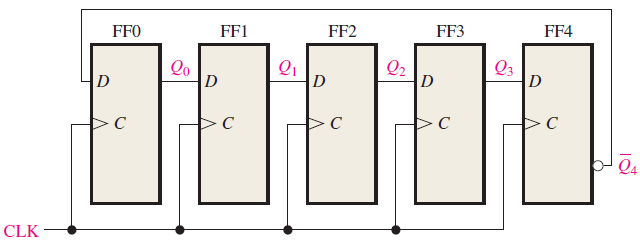 FF0 FF1 FF2 FF3 FF4
Q0 Q1 Q2 Q3
D D D D D
C C C C C
Q̅4
CLK